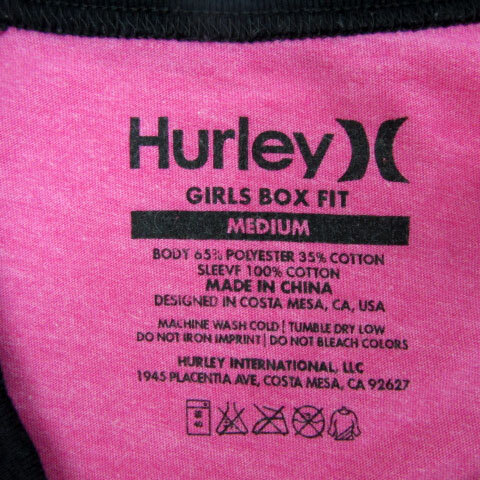 Hurley
GIRLS BOX FIT
MEDIUM
BODY 65% POLYESTER 35% COTTON
SLEEVE 100% COTTON
MADE IN CHINA
DESIGNED IN COSTA MESA, CA, USA
MACHINE WASH COLD | TUMBLE DRY LOW
DO NOT IRON IMPRINT | DO NOT BLEACH COLORS
HURLEY INTERNATIONAL, LLC
1945 PLACENTIA AVE, COSTA MESA, CA 92627